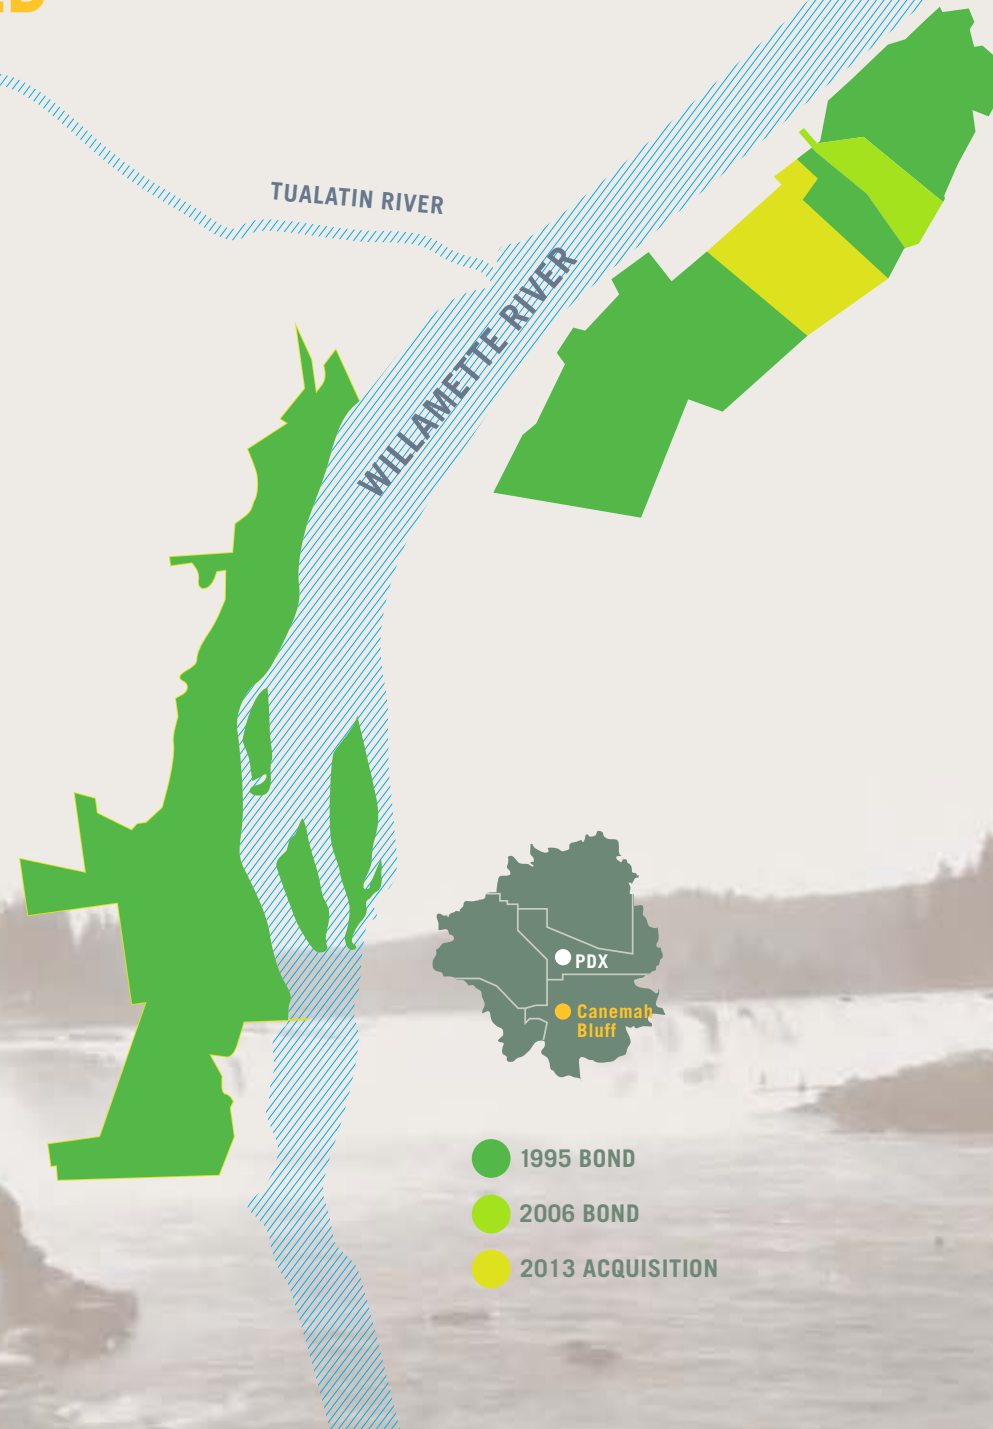 TUALATIN RIVER
WILLAMETTE RIVER
PDX
Canemah
Bluff
1995 BOND
2006 BOND
2013 ACQUISITION